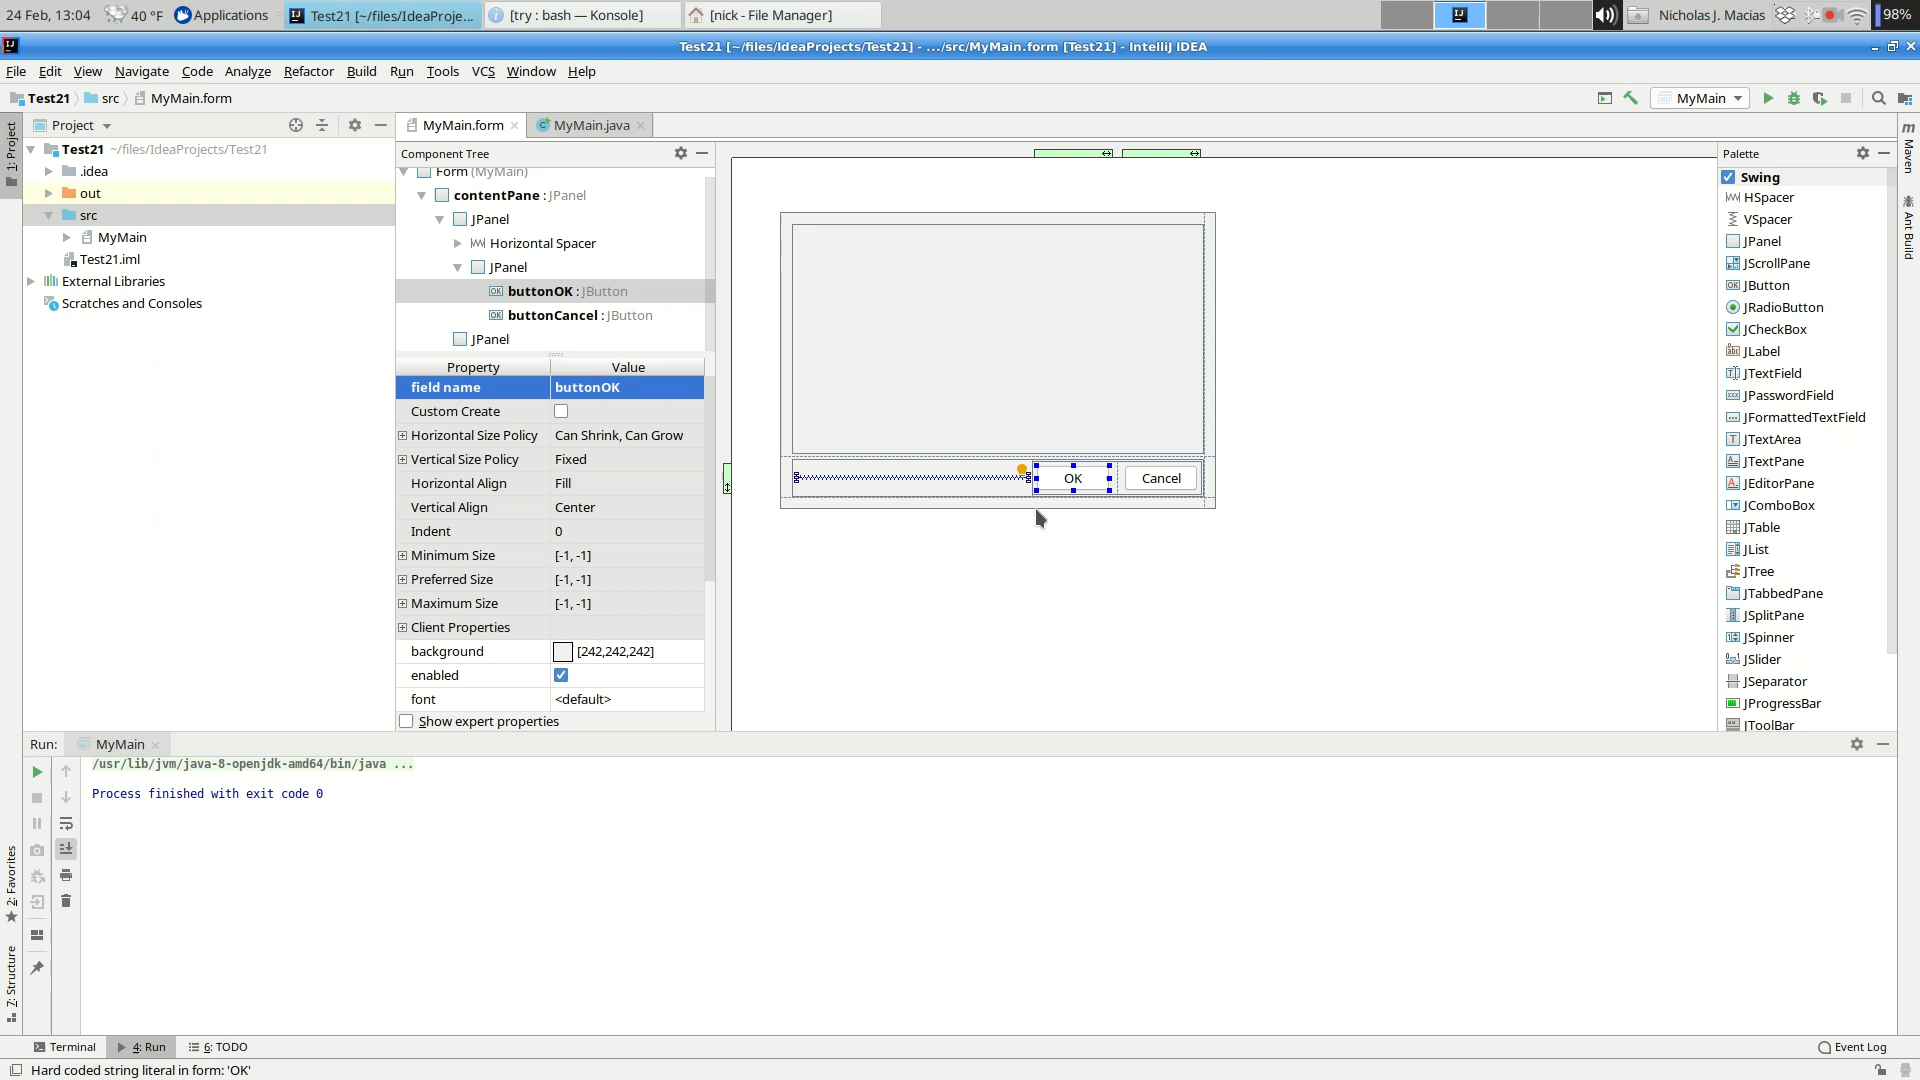 24 Feb, 13:04 40 °F Applications Test21 [~/files/IdeaProje... [try : bash — Konsole] [nick - File Manager] Nicholas J. Macias 98%
Test21 [~/files/IdeaProjects/Test21] - .../src/MyMain.form [Test21] - IntelliJ IDEA
File Edit View Navigate Code Analyze Refactor Build Run Tools VCS Window Help
Test21 src MyMain.form MyMain
1: Project
Project
Test21 ~/files/IdeaProjects/Test21
.idea
out
src
MyMain
Test21.iml
External Libraries
Scratches and Consoles
MyMain.form MyMain.java
Component Tree
Form (MyMain)
contentPane : JPanel
JPanel
Horizontal Spacer
JPanel
buttonOK : JButton
buttonCancel : JButton
JPanel
Property Value
field name buttonOK
Custom Create
Horizontal Size Policy Can Shrink, Can Grow
Vertical Size Policy Fixed
Horizontal Align Fill
Vertical Align Center
Indent 0
Minimum Size [-1, -1]
Preferred Size [-1, -1]
Maximum Size [-1, -1]
Client Properties
background [242,242,242]
enabled
font <default>
Show expert properties
OK Cancel
Palette
Swing
HSpacer
VSpacer
JPanel
JScrollPane
JButton
JRadioButton
JCheckBox
JLabel
JTextField
JPasswordField
JFormattedTextField
JTextArea
JTextPane
JEditorPane
JComboBox
JTable
JList
JTree
JTabbedPane
JSplitPane
JSpinner
JSlider
JSeparator
JProgressBar
JToolBar
Maven
Ant Build
Run: MyMain
/usr/lib/jvm/java-8-openjdk-amd64/bin/java ...
Process finished with exit code 0
2: Favorites
7: Structure
Terminal 4: Run 6: TODO Event Log
Hard coded string literal in form: 'OK'